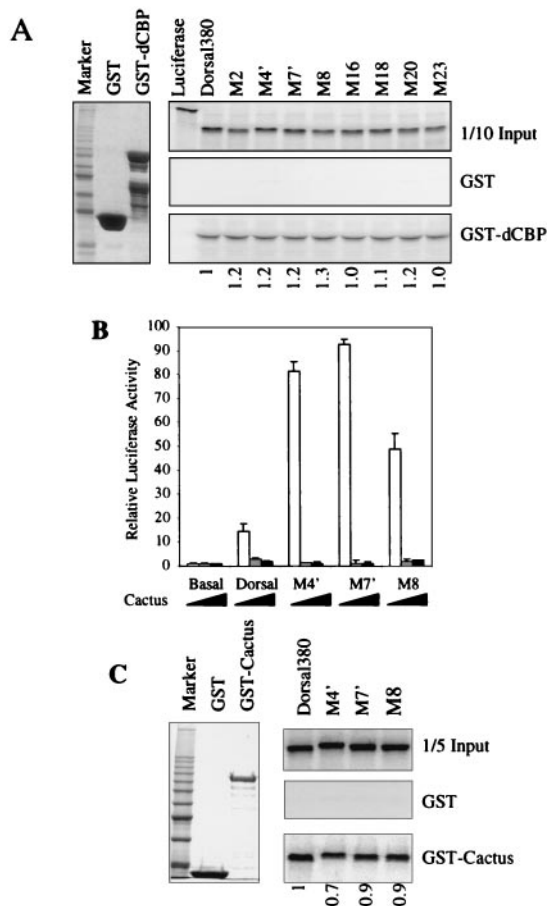 A
Marker
GST
GST-dCBP
Luciferase
Dorsal380
M2
M4'
M7'
M8
M16
M18
M20
M23
1/10 Input
GST
GST-dCBP
1
1.2
1.2
1.2
1.3
1.0
1.1
1.2
1.0
B
Relative Luciferase Activity
100
90
80
70
60
50
40
30
20
10
0
Basal Dorsal M4' M7' M8
Cactus
C
Marker
GST
GST-Cactus
Dorsal380
M4'
M7'
M8
1/5 Input
GST
GST-Cactus
1
0.7
0.9
0.9